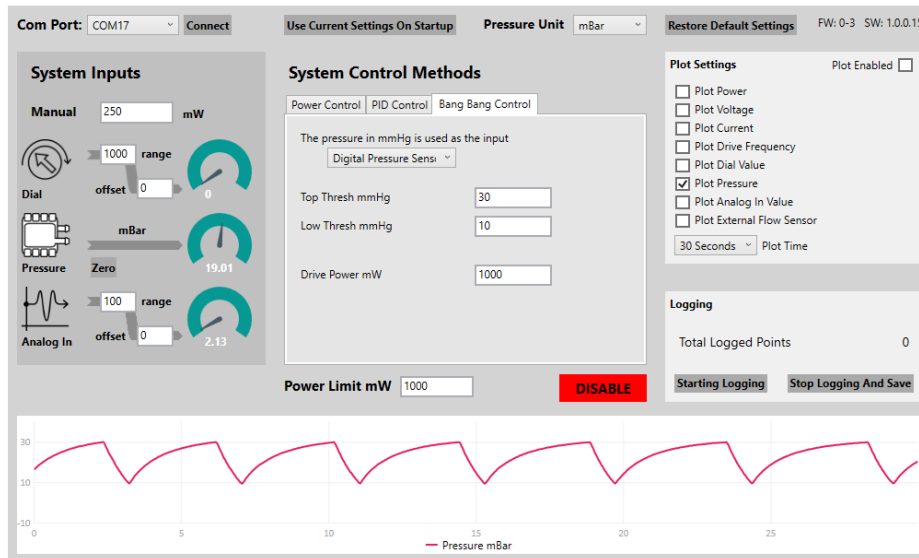 Com Port: COM17 Connect Use Current Settings On Startup Pressure Unit mBar Restore Default Settings FW: 0-3 SW: 1.0.0.15
System Inputs
Manual 250 mW
1000 range
offset 0
Dial 0
mBar
Pressure Zero 19.01
100 range
offset 0
Analog In 2.13
System Control Methods
Power Control PID Control Bang Bang Control
The pressure in mmHg is used as the input
Digital Pressure Sens
Top Thresh mmHg 30
Low Thresh mmHg 10
Drive Power mW 1000
Power Limit mW 1000 DISABLE
Plot Settings Plot Enabled
Plot Power
Plot Voltage
Plot Current
Plot Drive Frequency
Plot Dial Value
Plot Pressure
Plot Analog In Value
Plot External Flow Sensor
30 Seconds Plot Time
Logging
Total Logged Points 0
Starting Logging Stop Logging And Save
30
10
-10
0 5 10 15 20 25
Pressure mBar